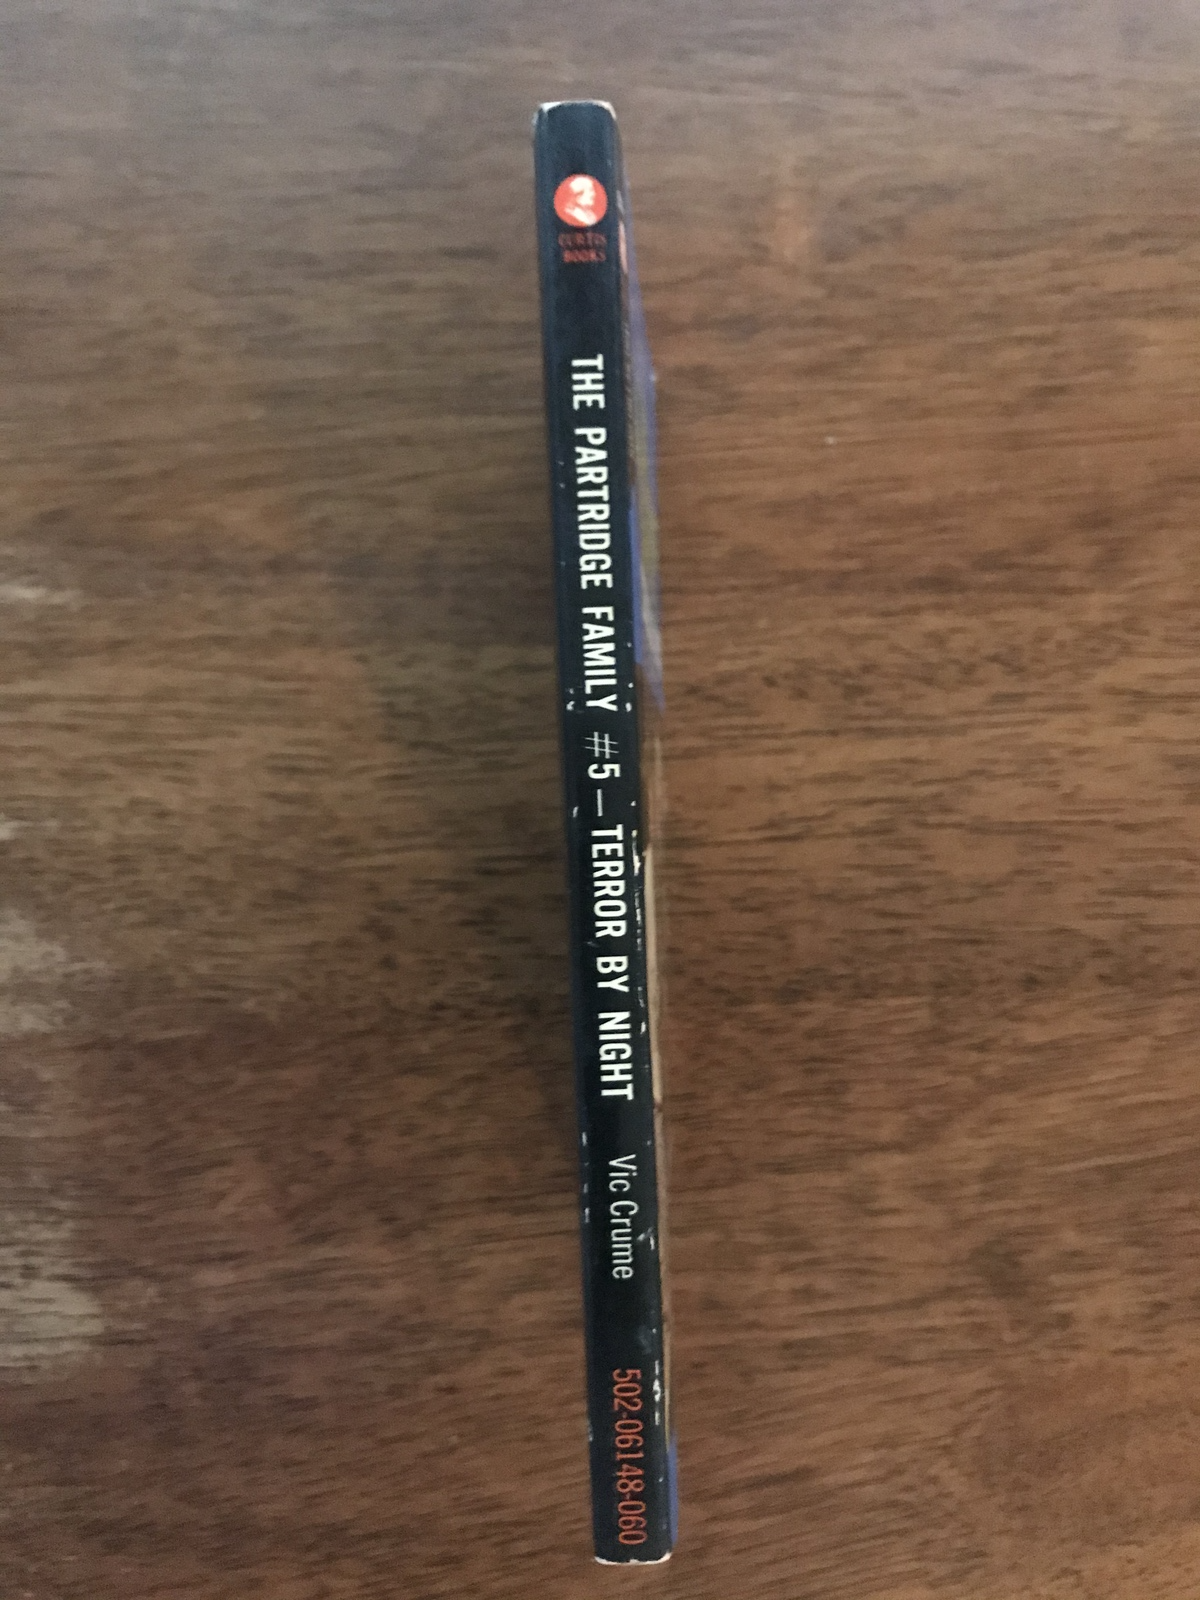 CURTIS
BOOKS
THE PARTRIDGE FAMILY #5—TERROR BY NIGHT Vic Crume 502-06148-060